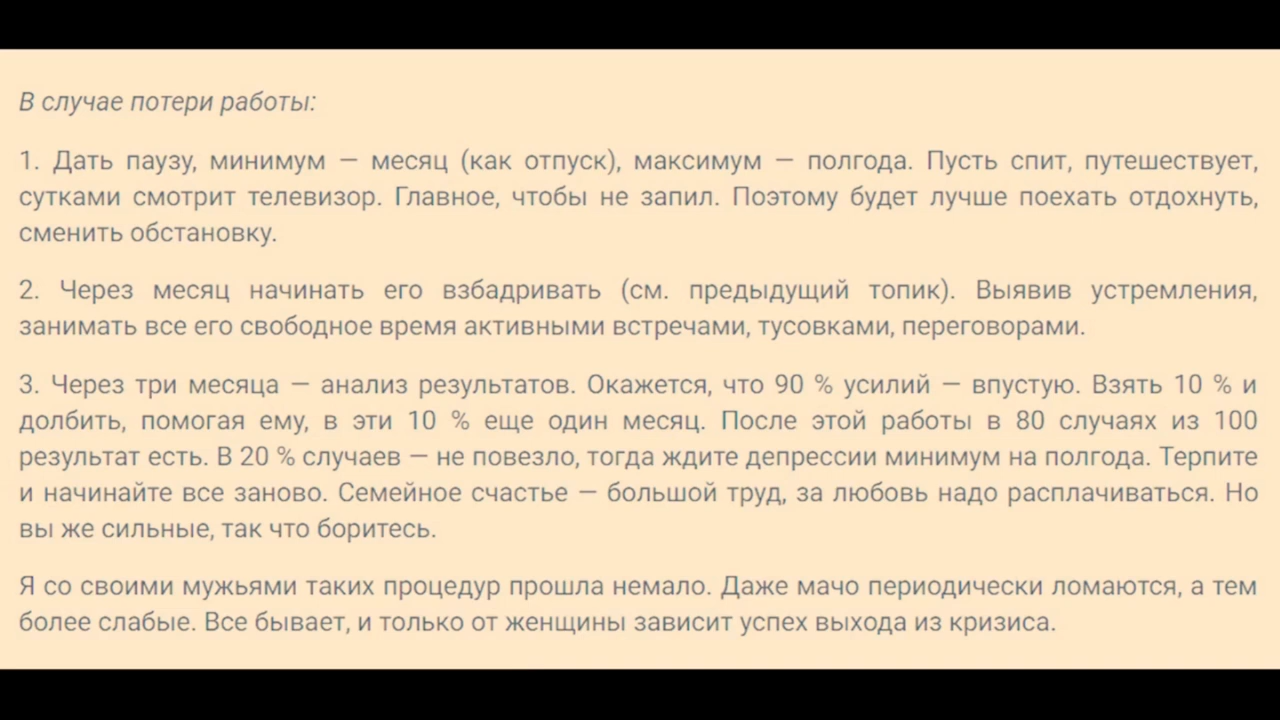 В случае потери работы:
1. Дать паузу, минимум — месяц (как отпуск), максимум — полгода. Пусть спит, путешествует,
сутками смотрит телевизор. Главное, чтобы не запил. Поэтому будет лучше поехать отдохнуть,
сменить обстановку.
2. Через месяц начинать его взбадривать (см. предыдущий топик). Выявив устремления,
занимать все его свободное время активными встречами, тусовками, переговорами.
3. Через три месяца — анализ результатов. Окажется, что 90 % усилий — впустую. Взять 10 % и
долбить, помогая ему, в эти 10 % еще один месяц. После этой работы в 80 случаях из 100
результат есть. В 20 % случаев — не повезло, тогда ждите депрессии минимум на полгода. Терпите
и начинайте все заново. Семейное счастье — большой труд, за любовь надо расплачиваться. Но
вы же сильные, так что боритесь.
Я со своими мужьями таких процедур прошла немало. Даже мачо периодически ломаются, а тем
более слабые. Все бывает, и только от женщины зависит успех выхода из кризиса.